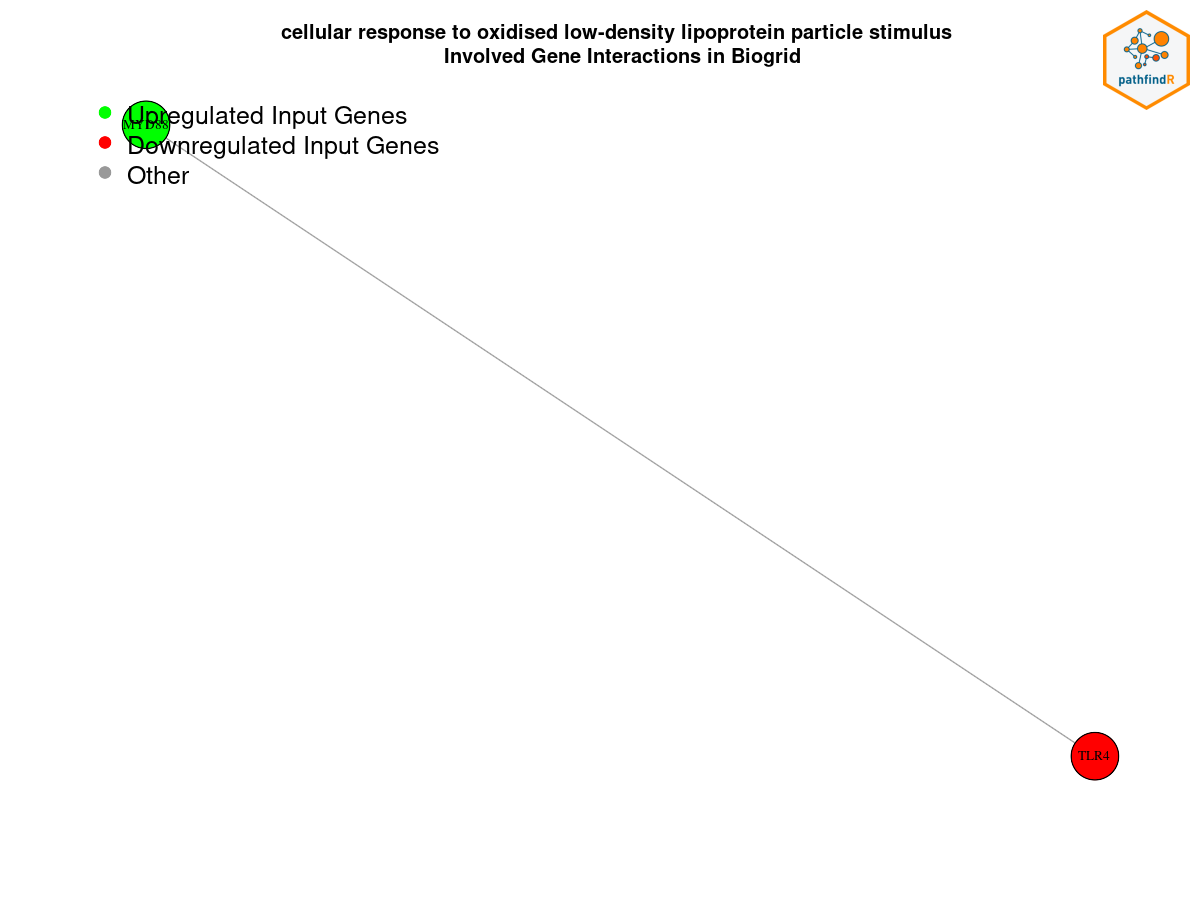 cellular response to oxidised low-density lipoprotein particle stimulus
Involved Gene Interactions in Biogrid
pathfindR
Upregulated Input Genes
MYD88
Downregulated Input Genes
Other
TLR4